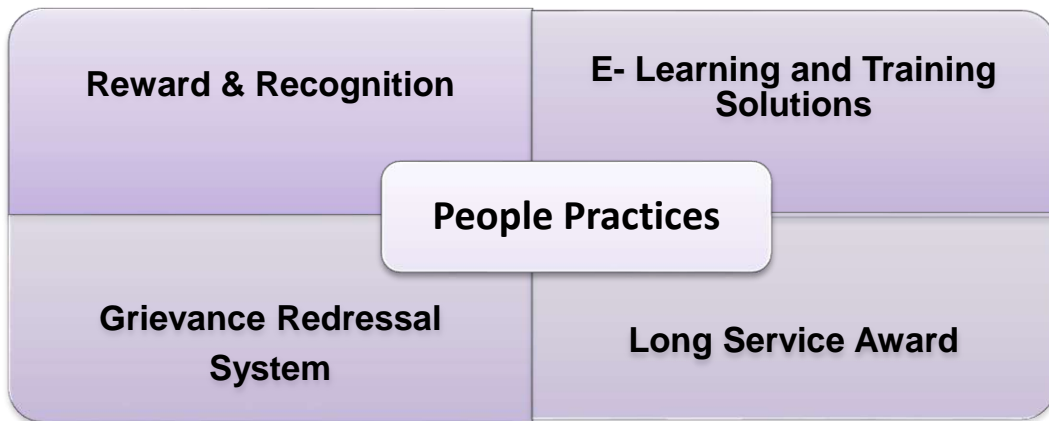 Reward & Recognition
E- Learning and Training
Solutions
People Practices
Grievance Redressal
System
Long Service Award